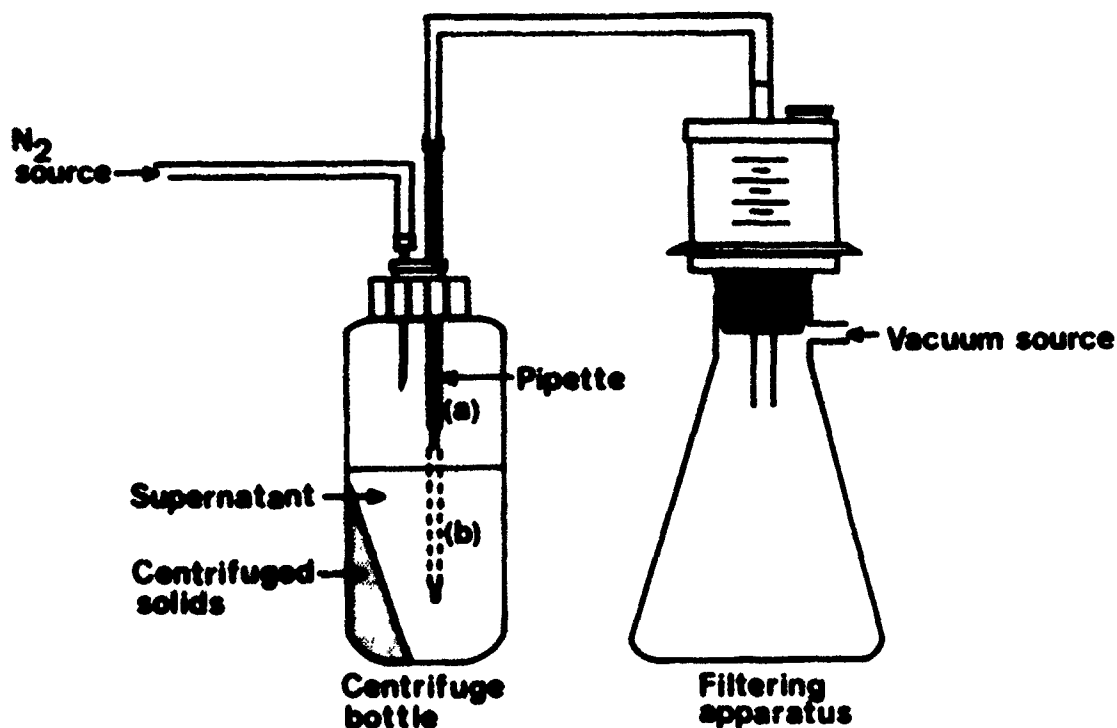 N2
source
Pipette
(a)
Vacuum source
Supernatant
(b)
Centrifuged
solids
Centrifuge
bottle
Filtering
apparatus